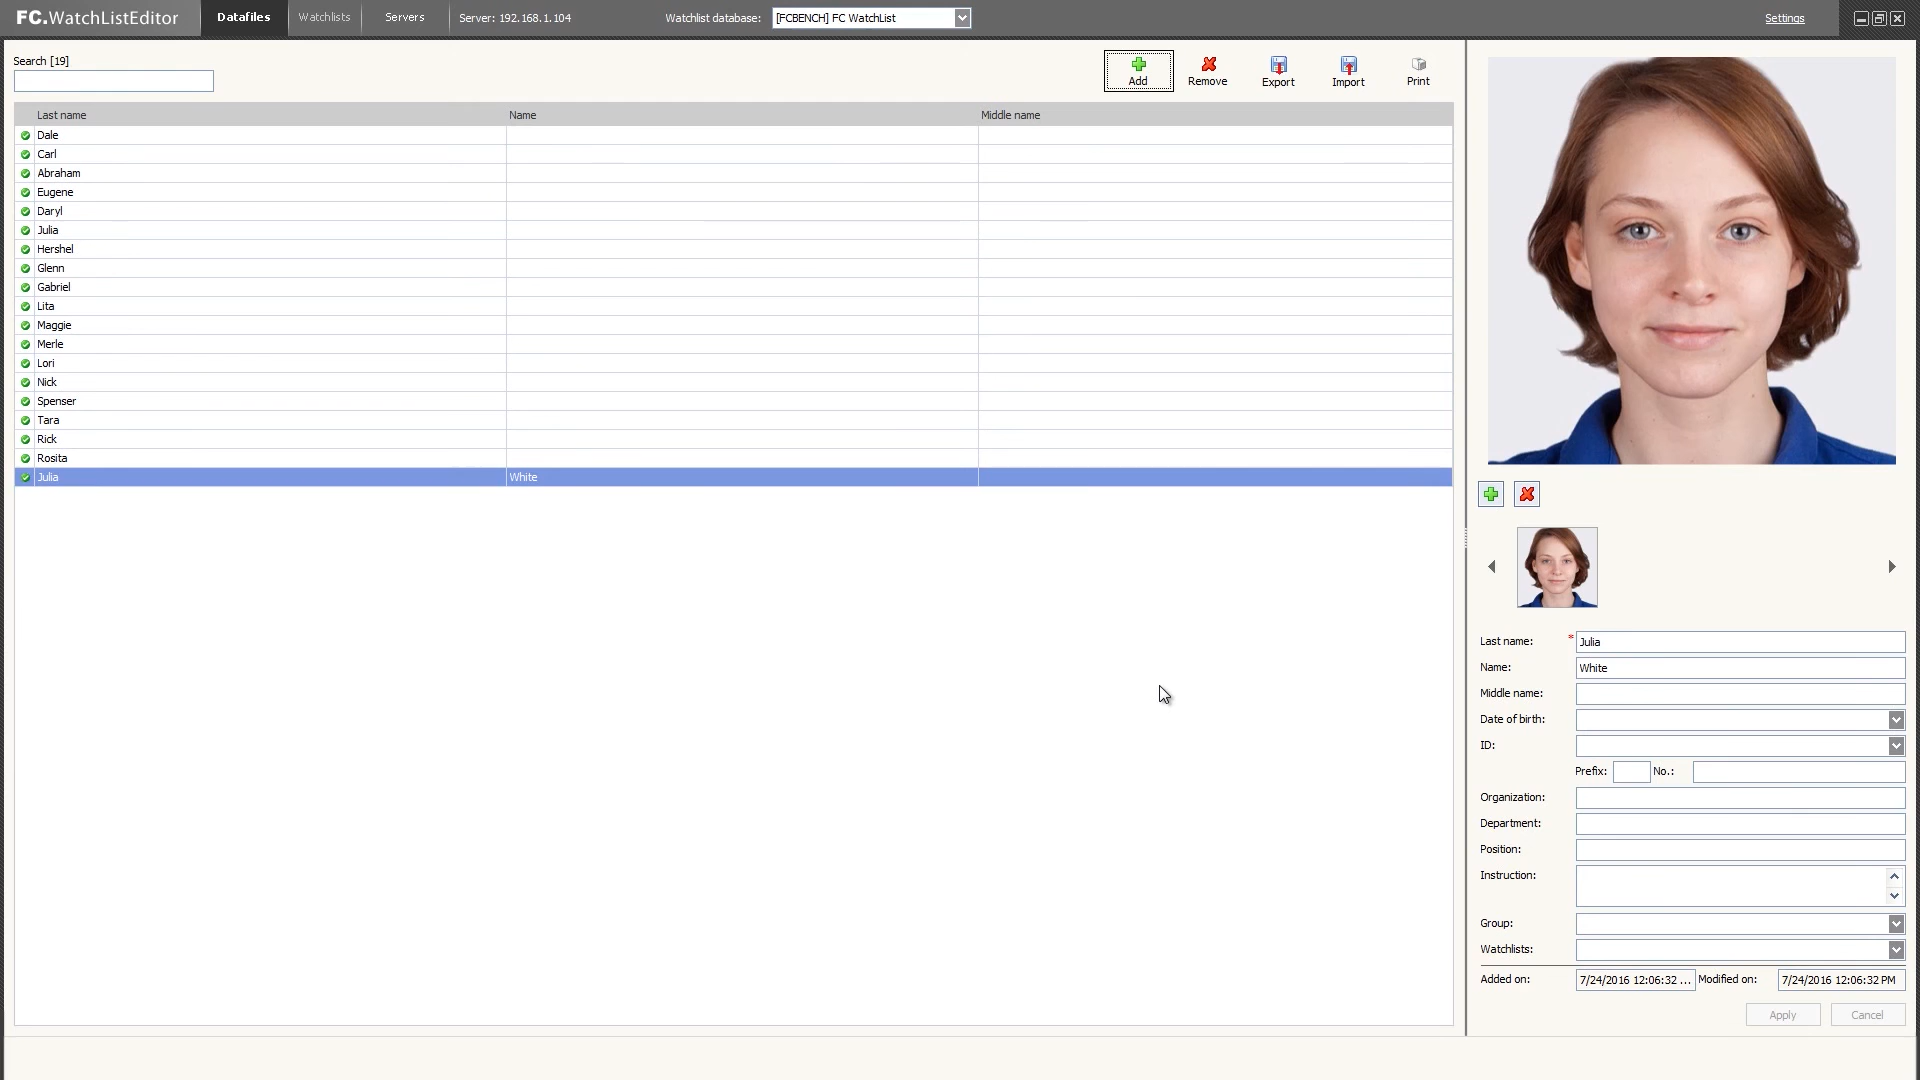 FC.WatchListEditor Datafiles Watchlists Servers Server: 192.168.1.104 Watchlist database: [FCBENCH] FC WatchList Settings
Search [19]
Add Remove Export Import Print
Last name Name Middle name
Dale
Carl
Abraham
Eugene
Daryl
Julia
Hershel
Glenn
Gabriel
Lita
Maggie
Merle
Lori
Nick
Spenser
Tara
Rick
Rosita
Julia White
Last name: * Julia
Name: White
Middle name:
Date of birth:
ID:
Prefix: No.:
Organization:
Department:
Position:
Instruction:
Group:
Watchlists:
Added on: 7/24/2016 12:06:32 ... Modified on: 7/24/2016 12:06:32 PM
Apply Cancel